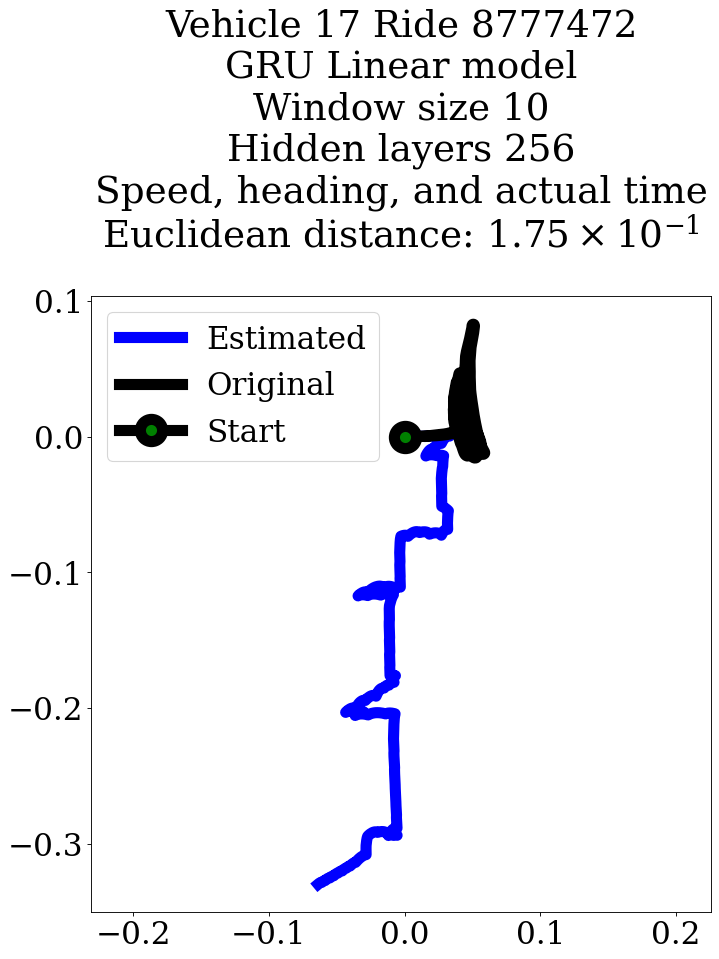 Vehicle 17 Ride 8777472
GRU Linear model
Window size 10
Hidden layers 256
Speed, heading, and actual time
Euclidean distance: 1.75 × 10⁻¹
Estimated
Original
Start
0.1
0.0
−0.1
−0.2
−0.3
−0.2 −0.1 0.0 0.1 0.2